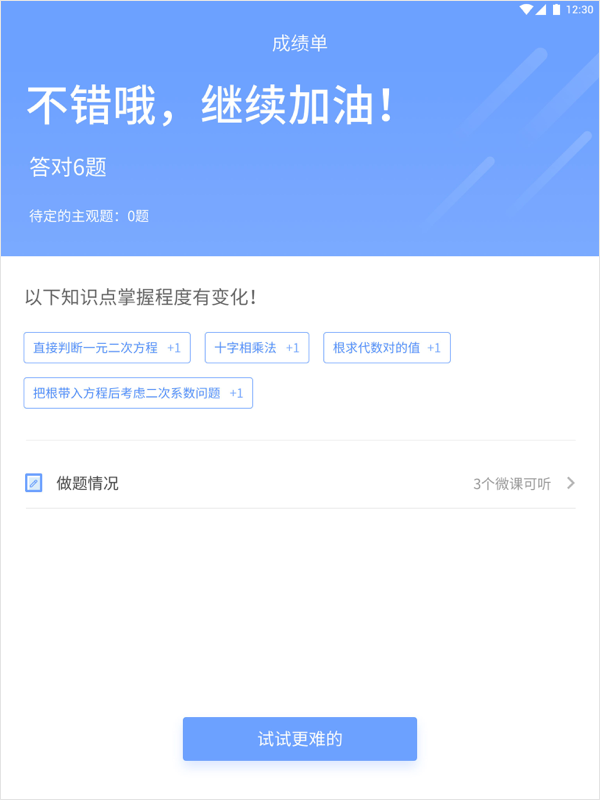 12:30
成绩单
不错哦，继续加油！
答对6题
待定的主观题：0题
以下知识点掌握程度有变化！
直接判断一元二次方程 +1 十字相乘法 +1 根求代数对的值 +1
把根带入方程后考虑二次系数问题 +1
做题情况 3个微课可听
试试更难的